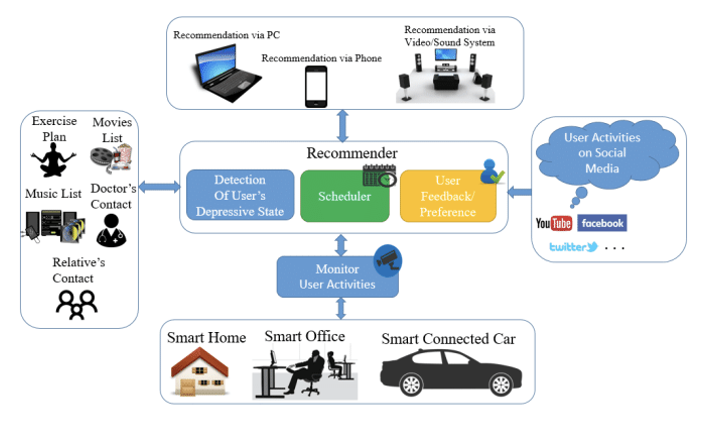 Recommendation via PC
Recommendation via Phone
Recommendation via
Video/Sound System
Exercise
Plan
Movies
List
Music List
Doctor's
Contact
Relative's
Contact
Recommender
Detection
Of User's
Depressive State
Scheduler
User
Feedback/
Preference
User Activities
on Social
Media
YouTube
facebook
twitter
. . .
Monitor
User Activities
Smart Home
Smart Office
Smart Connected Car